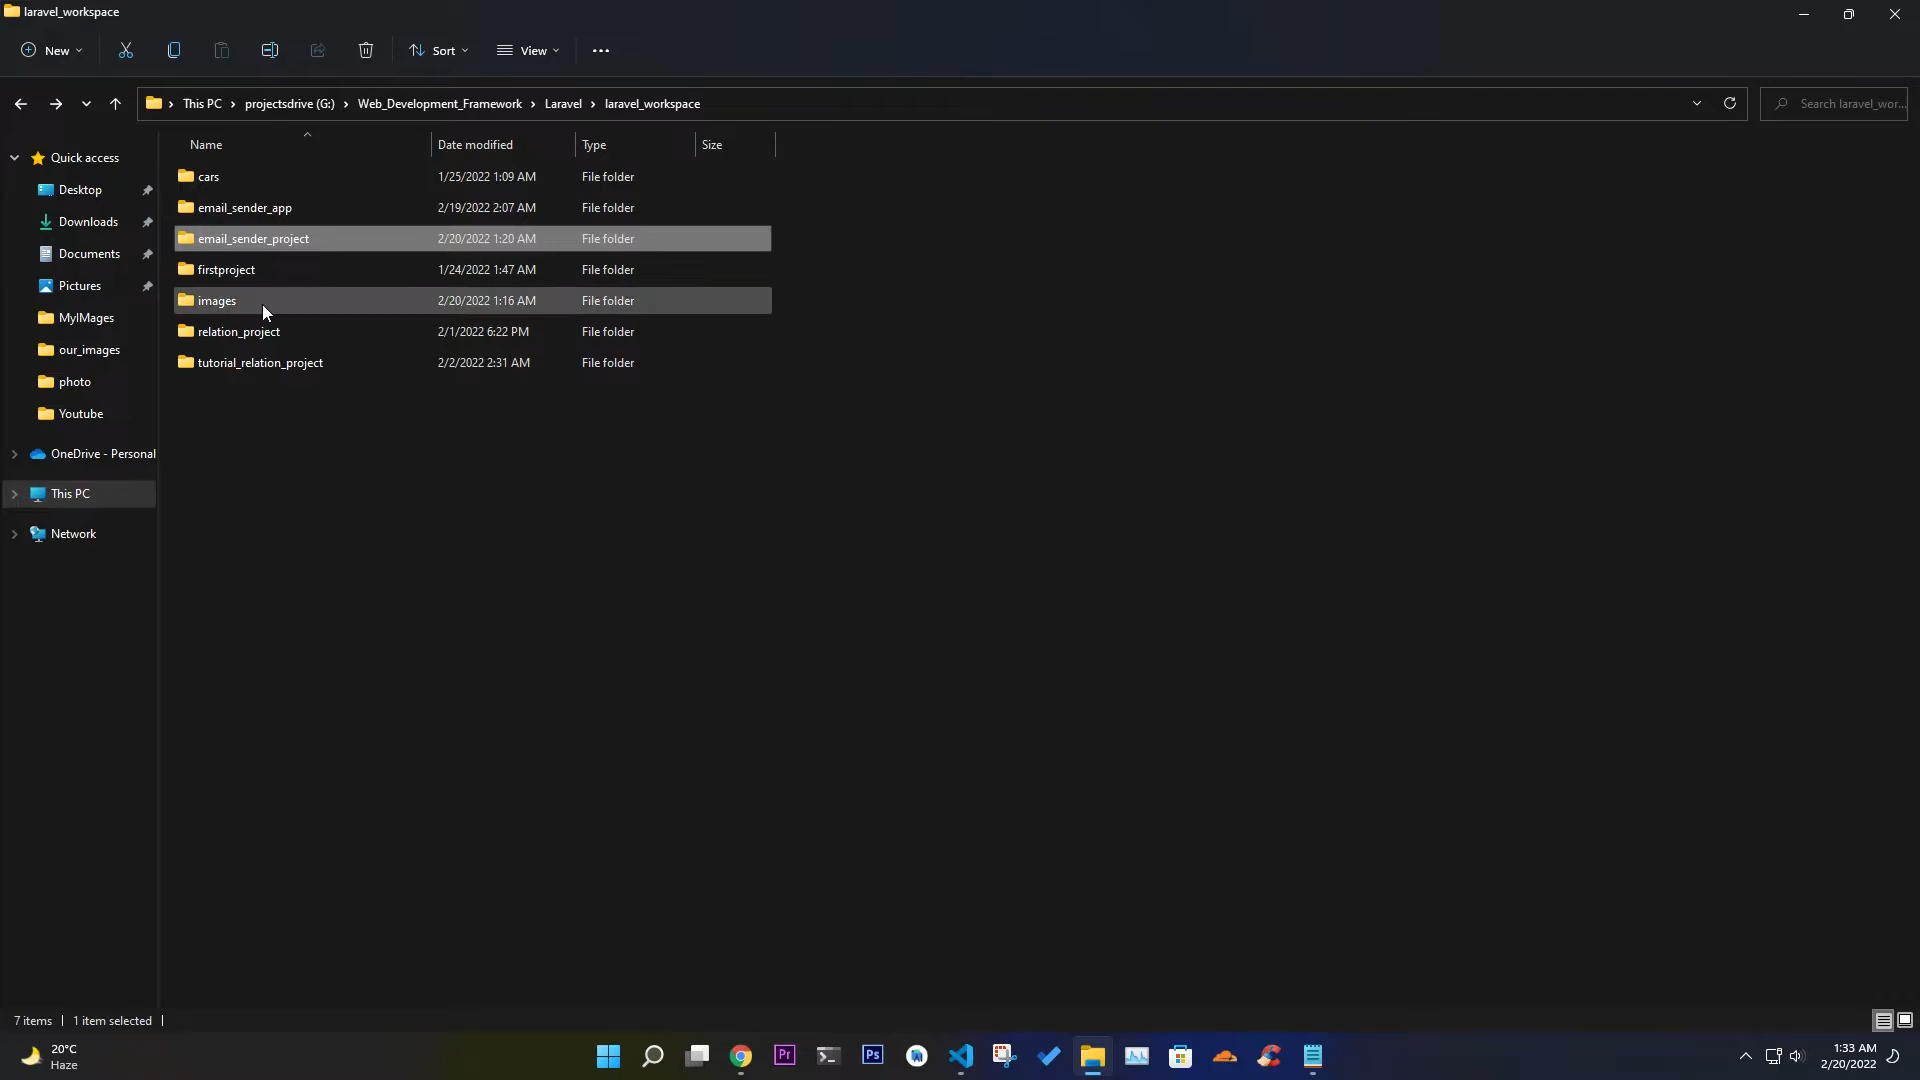 laravel_workspace
New
Sort
View
This PC › projectsdrive (G:) › Web_Development_Framework › Laravel › laravel_workspace
Search laravel_wor...
Name Date modified Type Size
cars 1/25/2022 1:09 AM File folder
email_sender_app 2/19/2022 2:07 AM File folder
email_sender_project 2/20/2022 1:20 AM File folder
firstproject 1/24/2022 1:47 AM File folder
images 2/20/2022 1:16 AM File folder
relation_project 2/1/2022 6:22 PM File folder
tutorial_relation_project 2/2/2022 2:31 AM File folder
Quick access
Desktop
Downloads
Documents
Pictures
MyIMages
our_images
photo
Youtube
OneDrive - Personal
This PC
Network
7 items
1 item selected
20°C
Haze
Pr
Ps
1:33 AM
2/20/2022